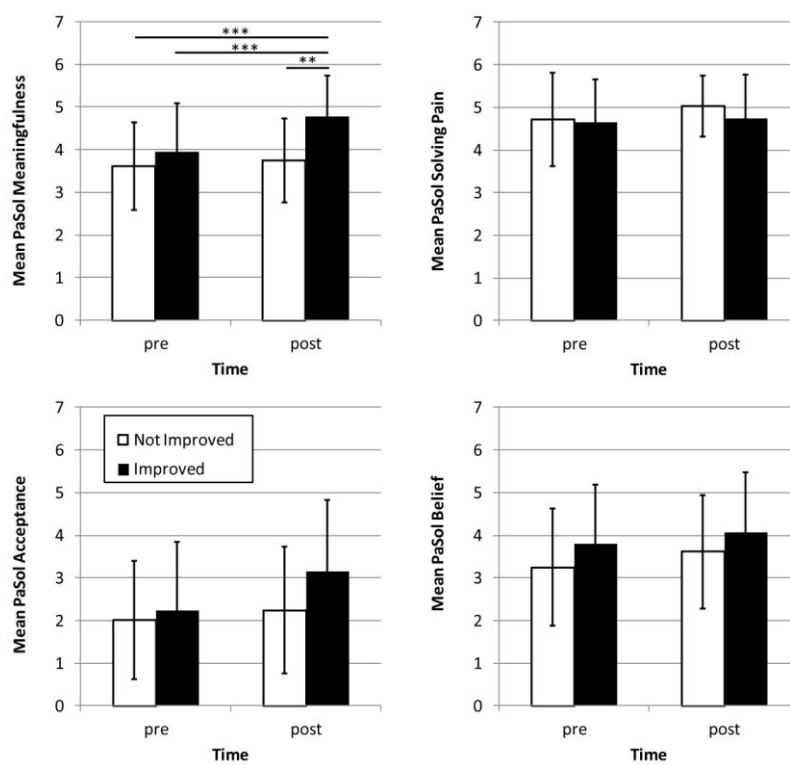 Mean PaSol Meaningfulness
7
6
5
4
3
2
1
0
***
***
**
pre
post
Time
Mean PaSol Solving Pain
7
6
5
4
3
2
1
0
pre
post
Time
Mean PaSol Acceptance
7
6
5
4
3
2
1
0
Not Improved
Improved
pre
post
Time
Mean PaSol Belief
7
6
5
4
3
2
1
0
pre
post
Time